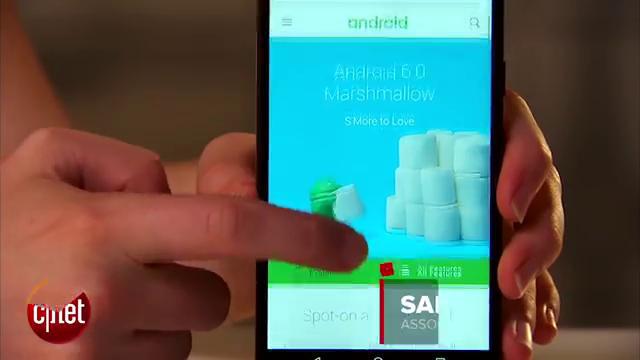 android
Android 6.0
Marshmallow
S'More to Love
All Features
Spot-on a
SA
ASSO
cnet